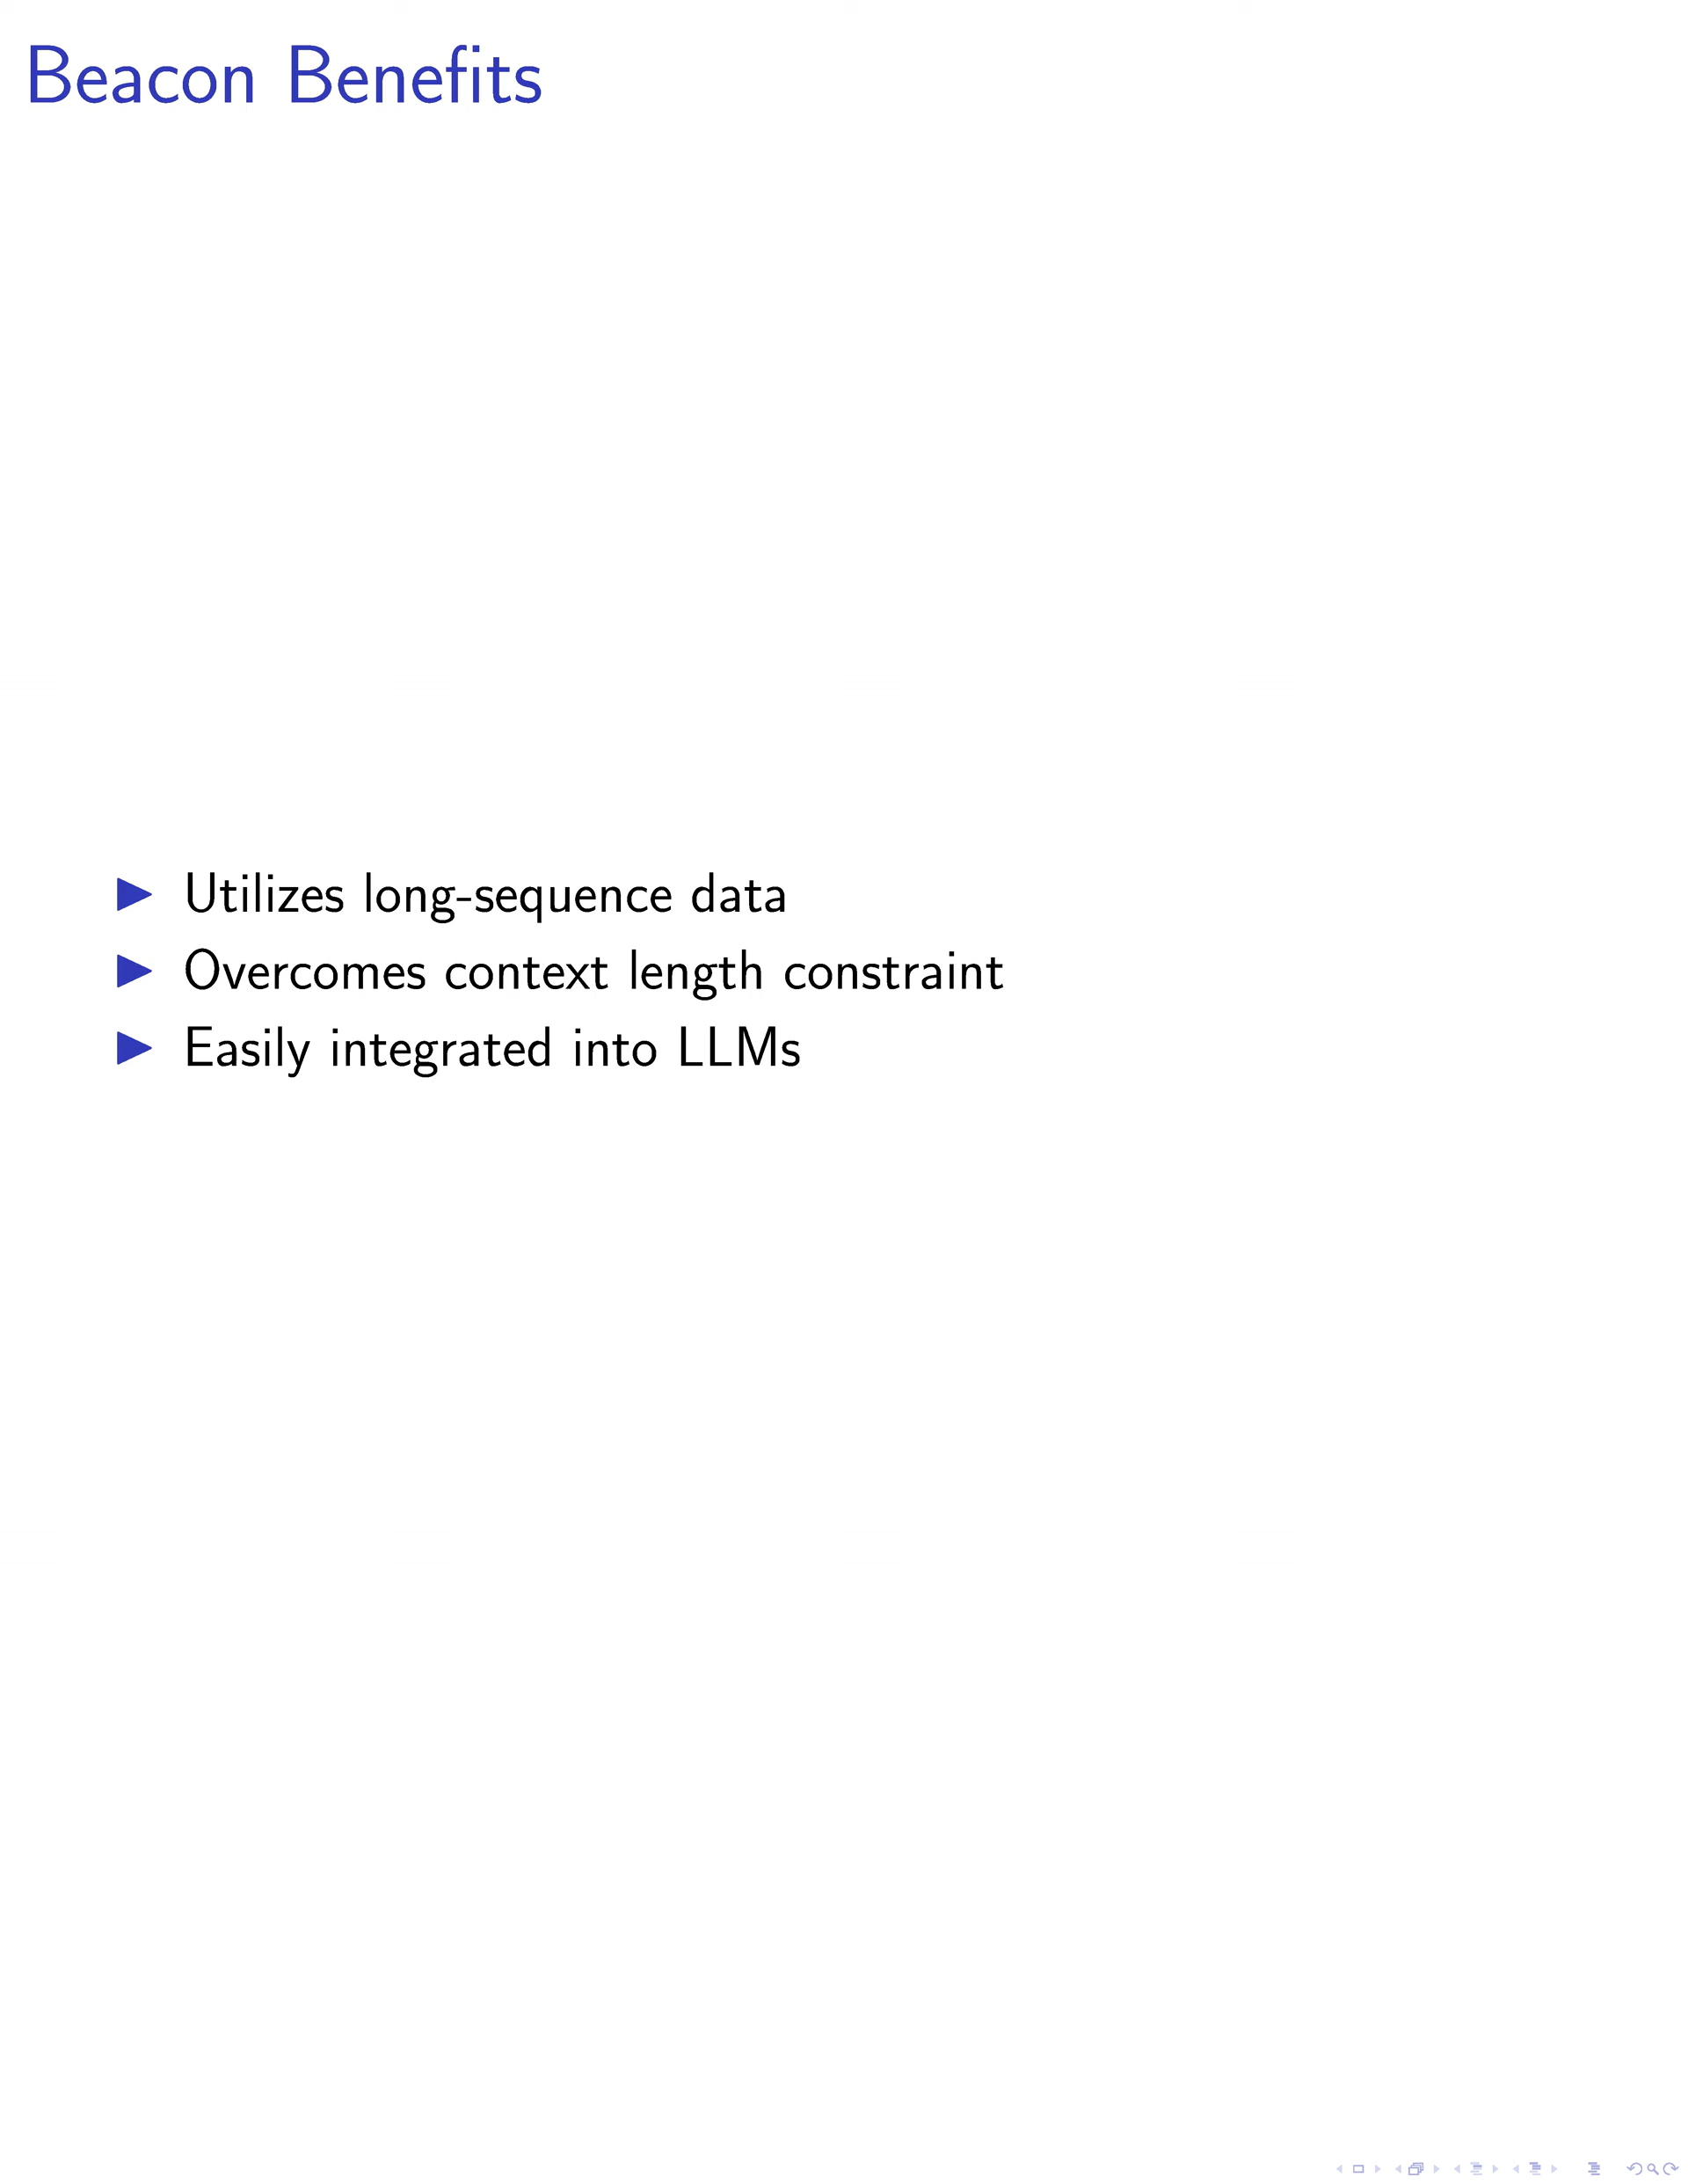 Beacon Benefits
Utilizes long-sequence data
Overcomes context length constraint
Easily integrated into LLMs